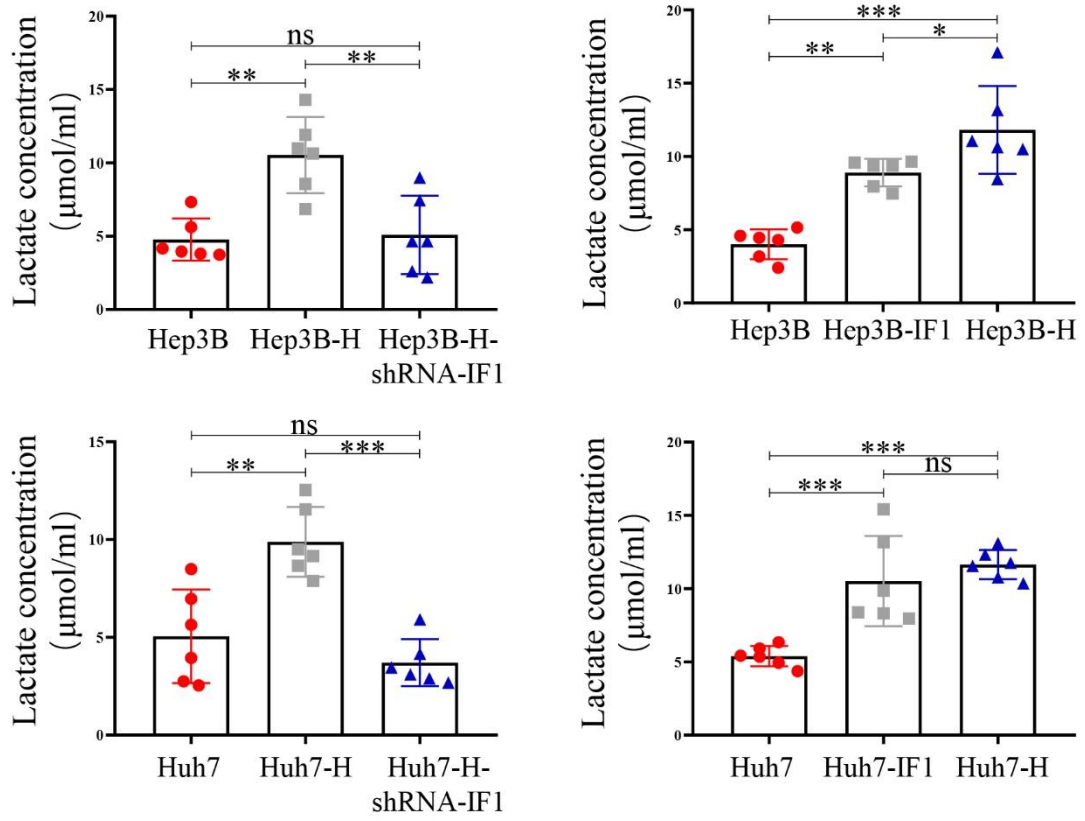 Lactate concentration
(μmol/ml)
20
15
10
5
0
ns
**
**
Hep3B
Hep3B-H
Hep3B-H-
shRNA-IF1
Lactate concentration
(μmol/ml)
20
15
10
5
0
***
**
*
Hep3B
Hep3B-IF1
Hep3B-H
Lactate concentration
(μmol/ml)
15
10
5
0
ns
**
***
Huh7
Huh7-H
Huh7-H-
shRNA-IF1
Lactate concentration
(μmol/ml)
20
15
10
5
0
***
***
ns
Huh7
Huh7-IF1
Huh7-H